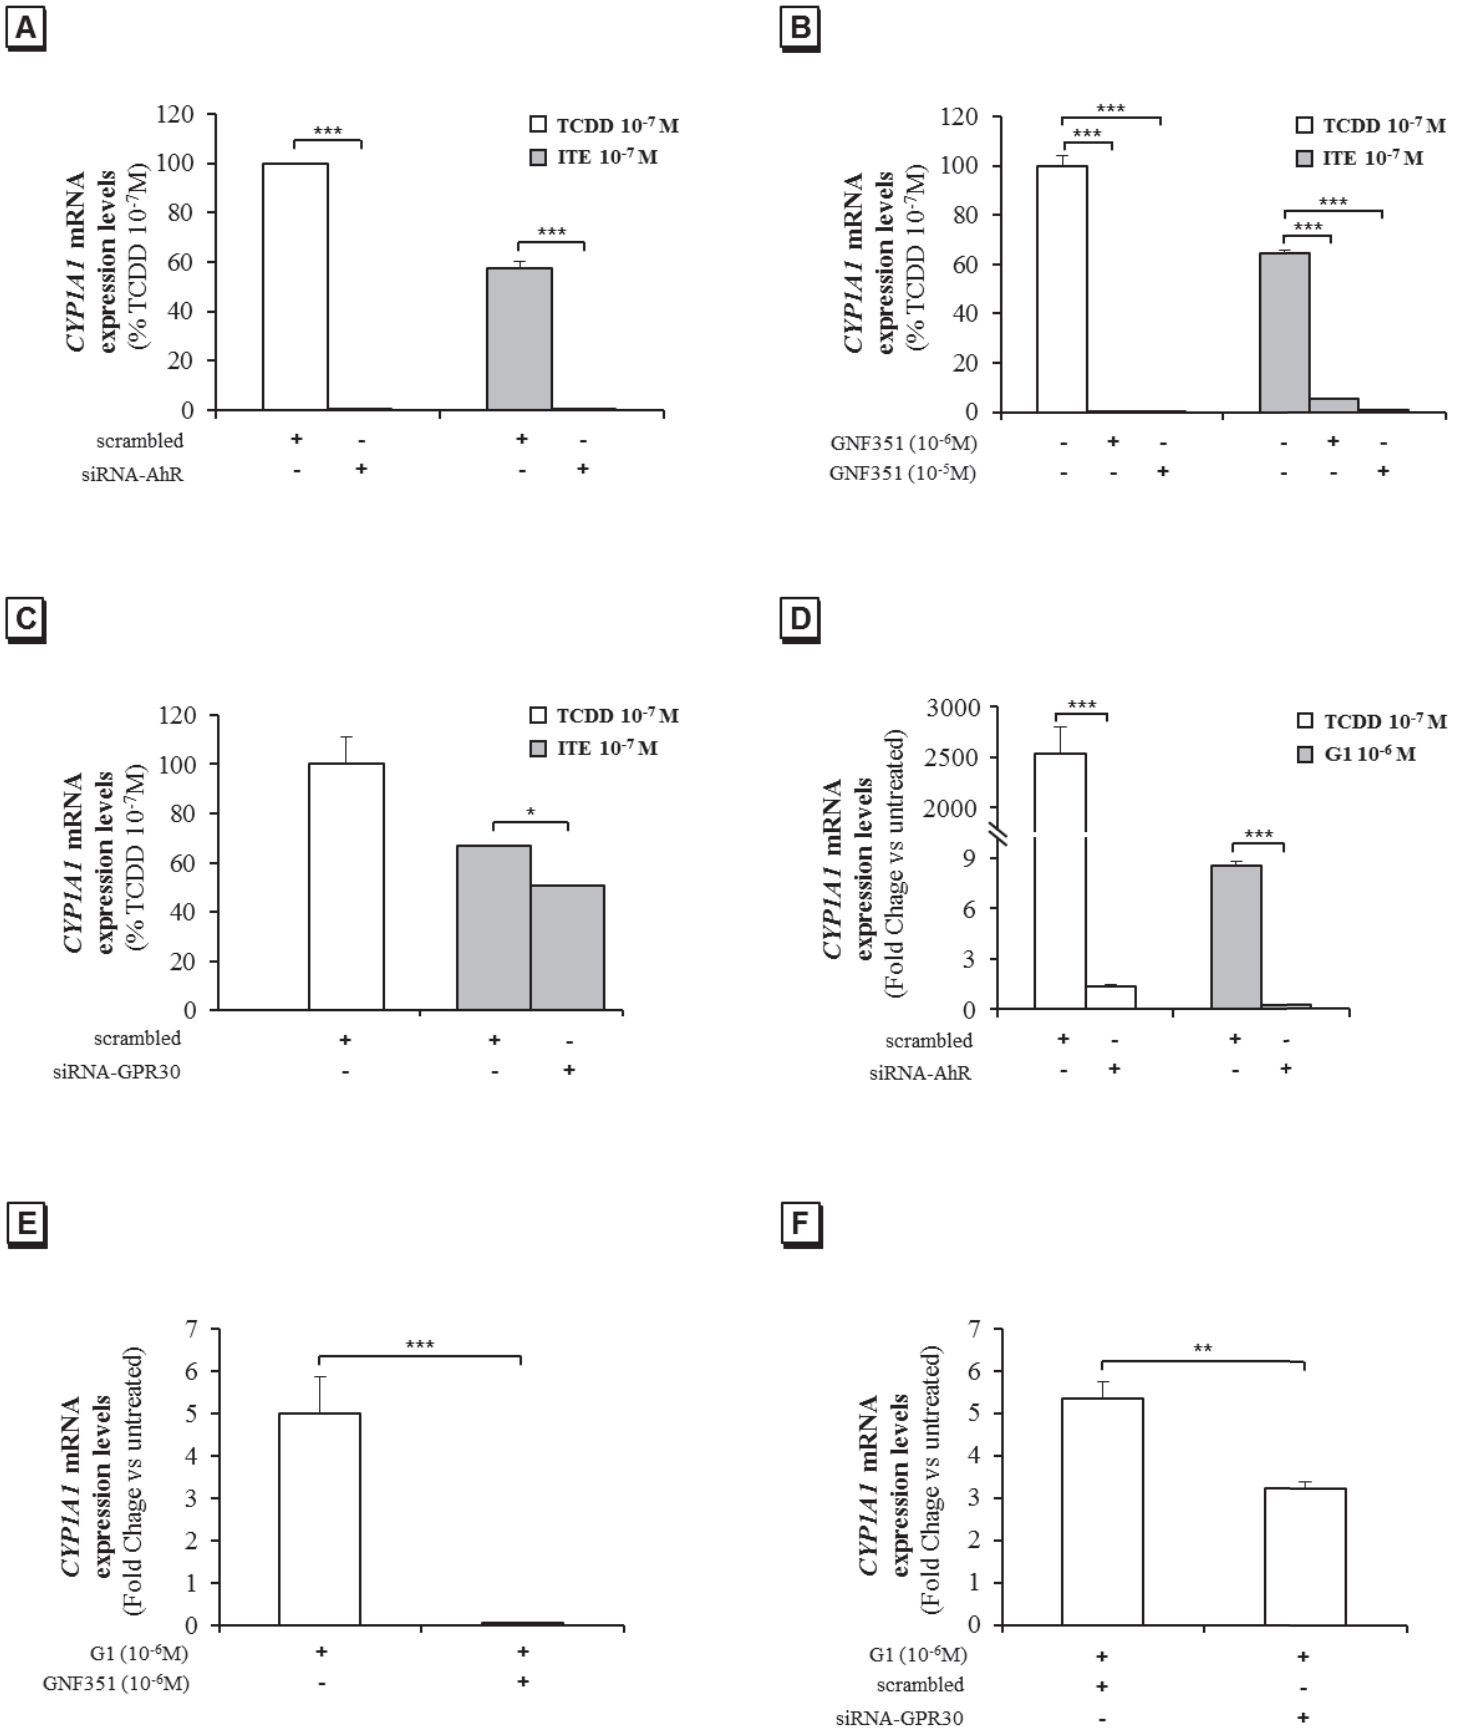 A
CYP1A1 mRNA
expression levels
(% TCDD 10-7M)
120
100
80
60
40
20
0
***
***
TCDD 10-7 M
ITE 10-7 M
scrambled + - + -
siRNA-AhR - + - +
B
CYP1A1 mRNA
expression levels
(% TCDD 10-7M)
120
100
80
60
40
20
0
***
***
***
***
TCDD 10-7 M
ITE 10-7 M
GNF351 (10-6M) - + - - + -
GNF351 (10-5M) - - + - - +
C
CYP1A1 mRNA
expression levels
(% TCDD 10-7M)
120
100
80
60
40
20
0
*
TCDD 10-7 M
ITE 10-7 M
scrambled + + -
siRNA-GPR30 - - +
D
CYP1A1 mRNA
expression levels
(Fold Chage vs untreated)
3000
2500
2000
9
6
3
0
***
***
TCDD 10-7 M
G1 10-6 M
scrambled + - + -
siRNA-AhR - + - +
E
CYP1A1 mRNA
expression levels
(Fold Chage vs untreated)
7
6
5
4
3
2
1
0
***
G1 (10-6M) + +
GNF351 (10-6M) - +
F
CYP1A1 mRNA
expression levels
(Fold Chage vs untreated)
7
6
5
4
3
2
1
0
**
G1 (10-6M) + +
scrambled + -
siRNA-GPR30 - +